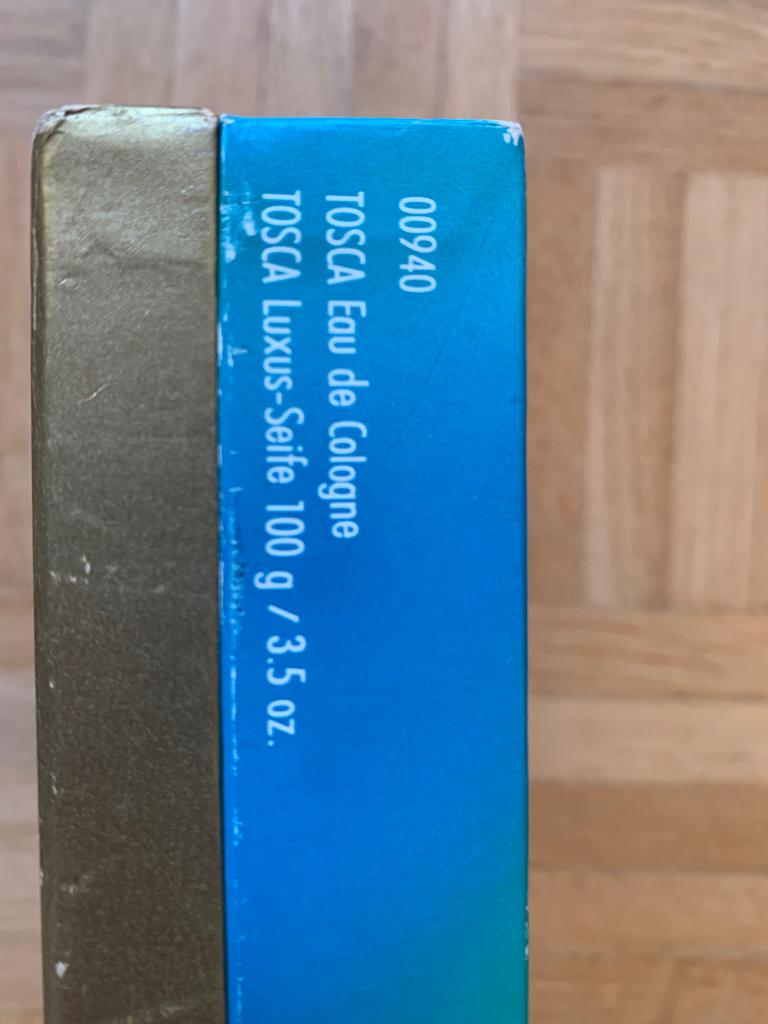 00940
TOSCA Eau de Cologne
TOSCA Luxus-Seife 100 g / 3.5 oz.